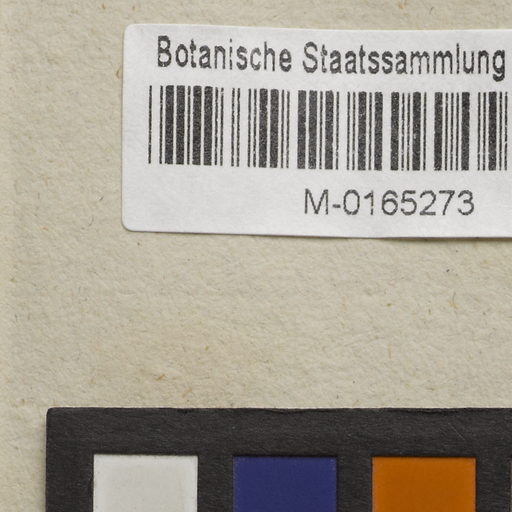 Botanische Staatssammlung
M-0165273